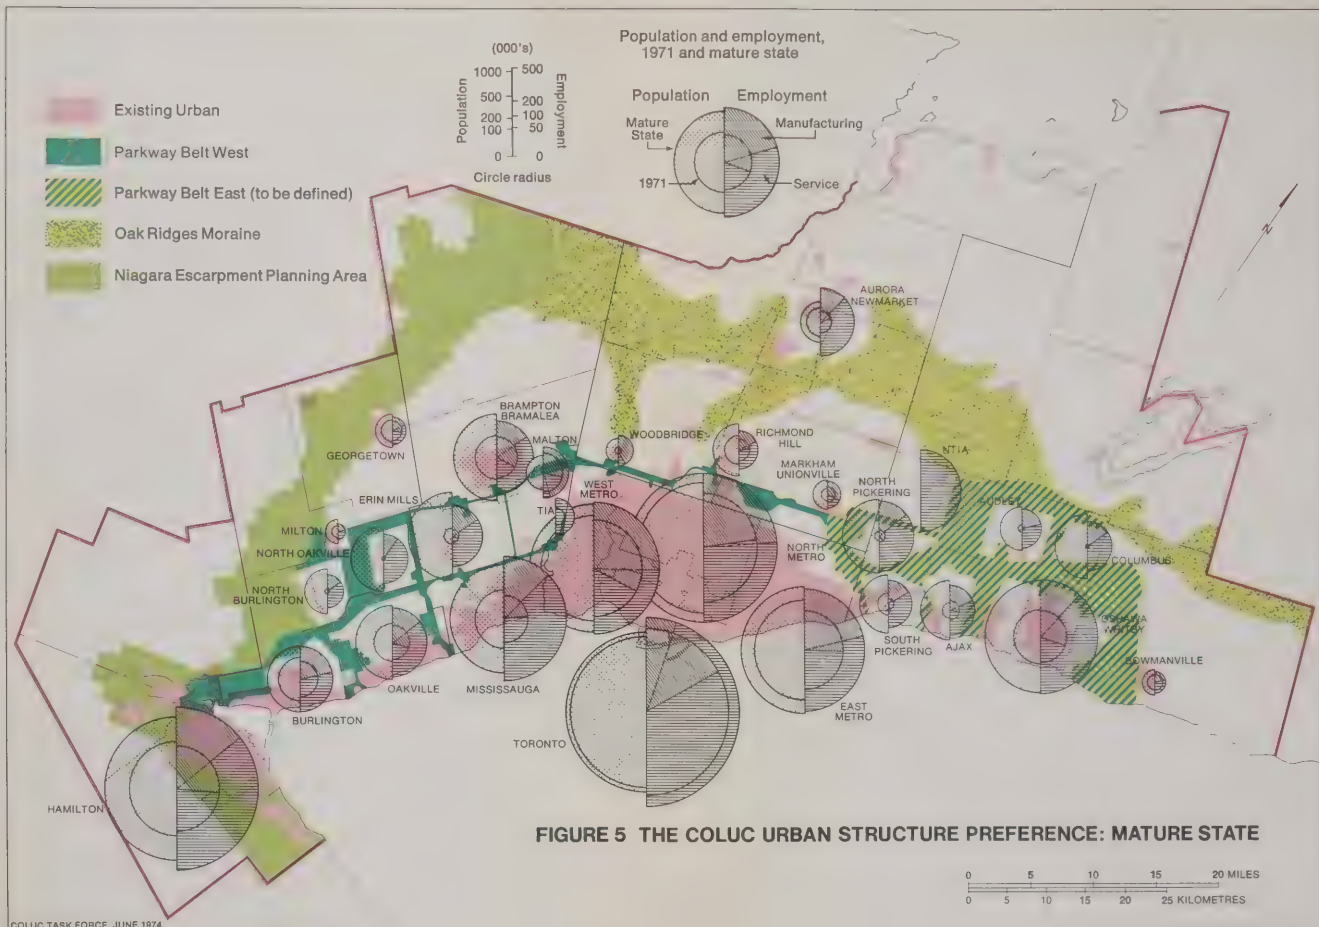 (000's)
1000
500
200
100
0
500
200
100
50
0
Population
Employment
Circle radius
Population and employment,
1971 and mature state
Population
Employment
Mature
State
Manufacturing
1971
Service
Existing Urban
Parkway Belt West
Parkway Belt East (to be defined)
Oak Ridges Moraine
Niagara Escarpment Planning Area
N
AURORA
NEWMARKET
BRAMPTON
BRAMALEA
MALTON
WOODBRIDGE
RICHMOND
HILL
GEORGETOWN
MARKHAM
UNIONVILLE
NTIA
WEST
METRO
NORTH
PICKERING
ERIN MILLS
TIA
AUDLEY
MILTON
NORTH OAKVILLE
NORTH
METRO
COLUMBUS
NORTH
BURLINGTON
OSHAWA
WHITBY
SOUTH
PICKERING
AJAX
BOWMANVILLE
OAKVILLE
MISSISSAUGA
BURLINGTON
EAST
METRO
TORONTO
HAMILTON
FIGURE 5 THE COLUC URBAN STRUCTURE PREFERENCE: MATURE STATE
0 5 10 15 20 MILES
0 5 10 15 20 25 KILOMETRES
COLUC TASK FORCE, JUNE 1974